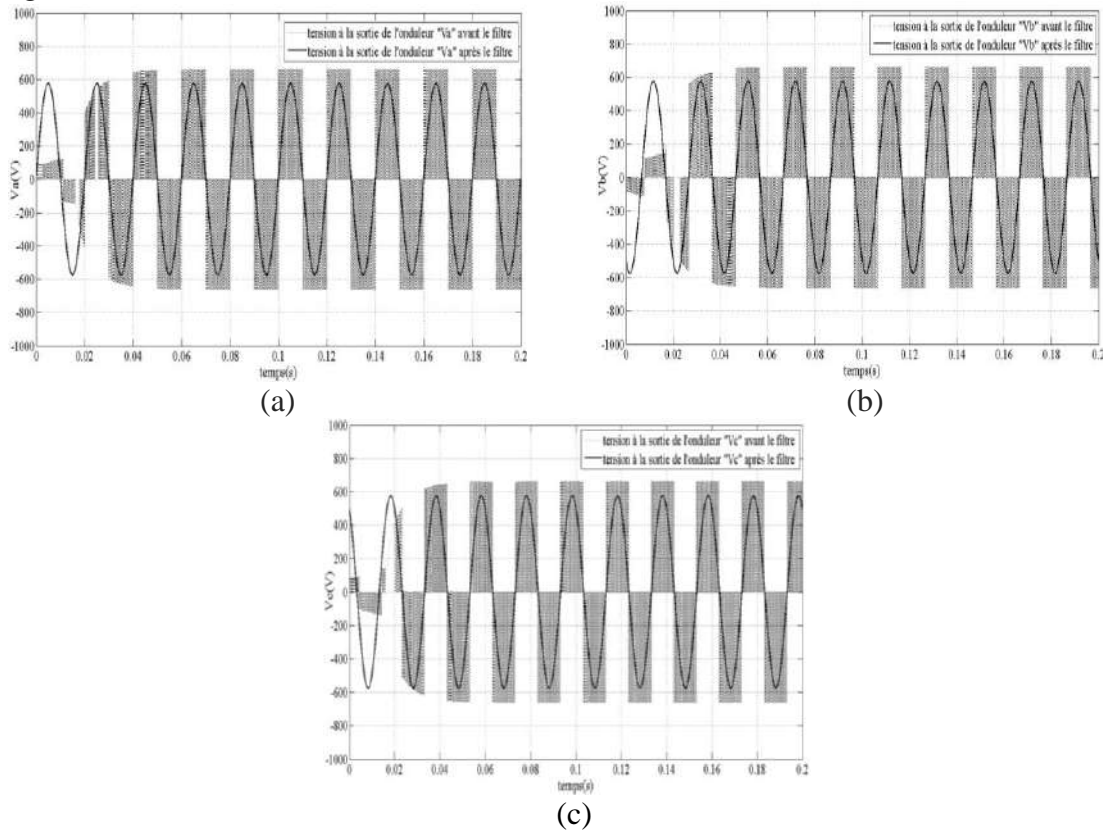 tension à la sortie de l'onduleur "Va" avant le filtre
tension à la sortie de l'onduleur "Va" après le filtre
1000
800
600
400
200
0
-200
-400
-600
-800
-1000
Va(V)
0 0.02 0.04 0.06 0.08 0.1 0.12 0.14 0.16 0.18 0.2
temps(s)
(a)
tension à la sortie de l'onduleur "Vb" avant le filtre
tension à la sortie de l'onduleur "Vb" après le filtre
1000
800
600
400
200
0
-200
-400
-600
-800
-1000
Vb(V)
0 0.02 0.04 0.06 0.08 0.1 0.12 0.14 0.16 0.18 0.2
temps(s)
(b)
tension à la sortie de l'onduleur "Vc" avant le filtre
tension à la sortie de l'onduleur "Vc" après le filtre
1000
800
600
400
200
0
-200
-400
-600
-800
-1000
Vc(V)
0 0.02 0.04 0.06 0.08 0.1 0.12 0.14 0.16 0.18 0.2
temps(s)
(c)